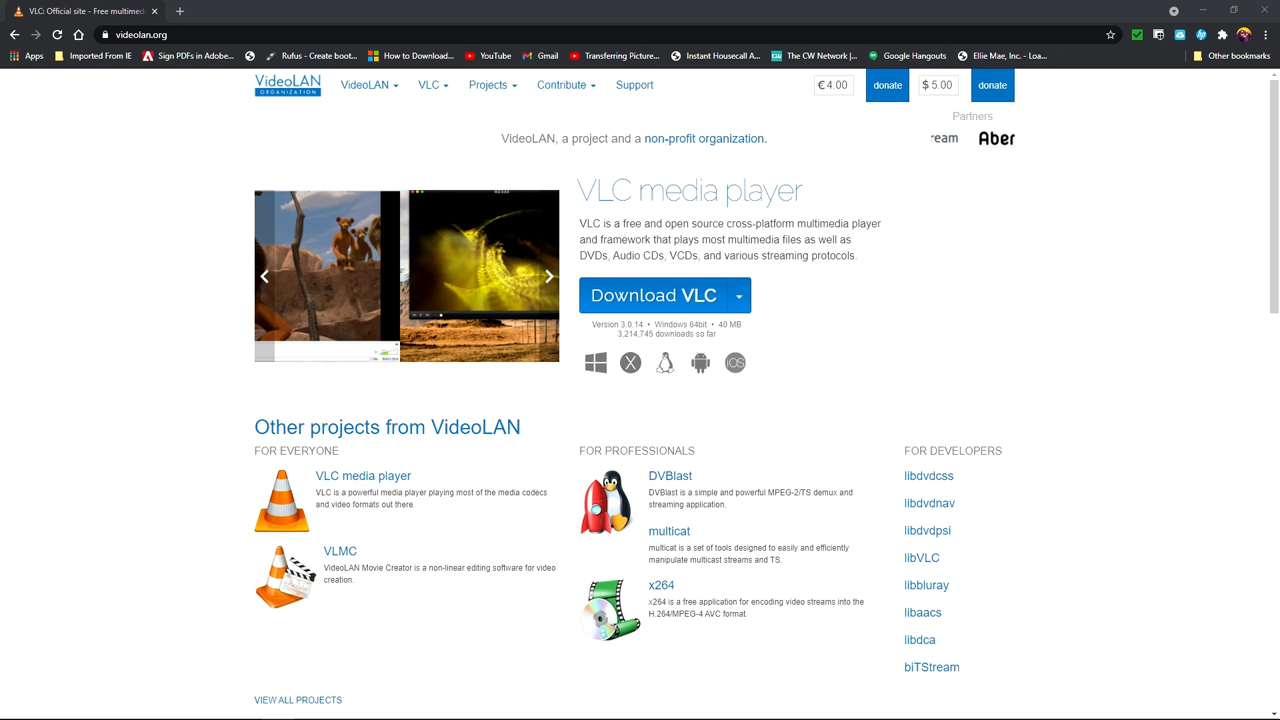 VLC: Official site - Free multimedi
videolan.org
Apps
Imported From IE
Sign PDFs in Adobe...
Rufus - Create boot...
How to Download...
YouTube
Gmail
Transferring Picture...
Instant Housecall A...
The CW Network |...
Google Hangouts
Ellie Mae, Inc. - Loa...
Other bookmarks
VideoLAN
ORGANIZATION
VideoLAN
VLC
Projects
Contribute
Support
€ 4.00
donate
$ 5.00
donate
Partners
VideoLAN, a project and a non-profit organization.
ream
Aber
VLC media player
VLC is a free and open source cross-platform multimedia player
and framework that plays most multimedia files as well as
DVDs, Audio CDs, VCDs, and various streaming protocols.
Download VLC
Version 3.0.14 • Windows 64bit • 40 MB
3,214,745 downloads so far
X
iOS
Other projects from VideoLAN
FOR EVERYONE
VLC media player
VLC is a powerful media player playing most of the media codecs
and video formats out there.
VLMC
VideoLAN Movie Creator is a non-linear editing software for video
creation.
FOR PROFESSIONALS
DVBlast
DVBlast is a simple and powerful MPEG-2/TS demux and
streaming application.
multicat
multicat is a set of tools designed to easily and efficiently
manipulate multicast streams and TS.
x264
x264 is a free application for encoding video streams into the
H.264/MPEG-4 AVC format.
FOR DEVELOPERS
libdvdcss
libdvdnav
libdvdpsi
libVLC
libbluray
libaacs
libdca
biTStream
VIEW ALL PROJECTS